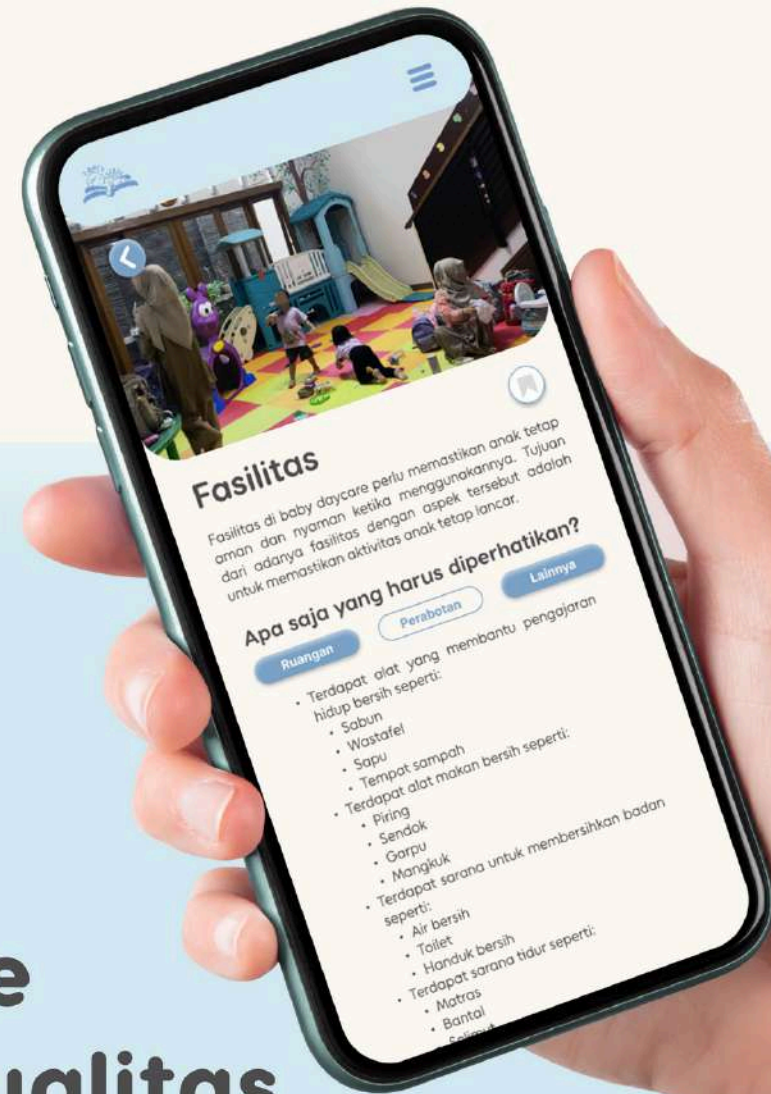 Fasilitas
Fasilitas di baby daycare perlu memastikan anak tetap
aman dan nyaman ketika menggunakannya. Tujuan
dari adanya fasilitas dengan aspek tersebut adalah
untuk memastikan aktivitas anak tetap lancar.
Apa saja yang harus diperhatikan?
Ruangan
Perabotan
Lainnya
• Terdapat alat yang membantu pengajaran
hidup bersih seperti:
• Sabun
• Wastafel
• Sapu
• Tempat sampah
• Terdapat alat makan bersih seperti:
• Piring
• Sendok
• Garpu
• Mangkuk
• Terdapat sarana untuk membersihkan badan
seperti:
• Air bersih
• Toilet
• Handuk bersih
• Terdapat sarana tidur seperti:
• Matras
• Bantal
• Selimut